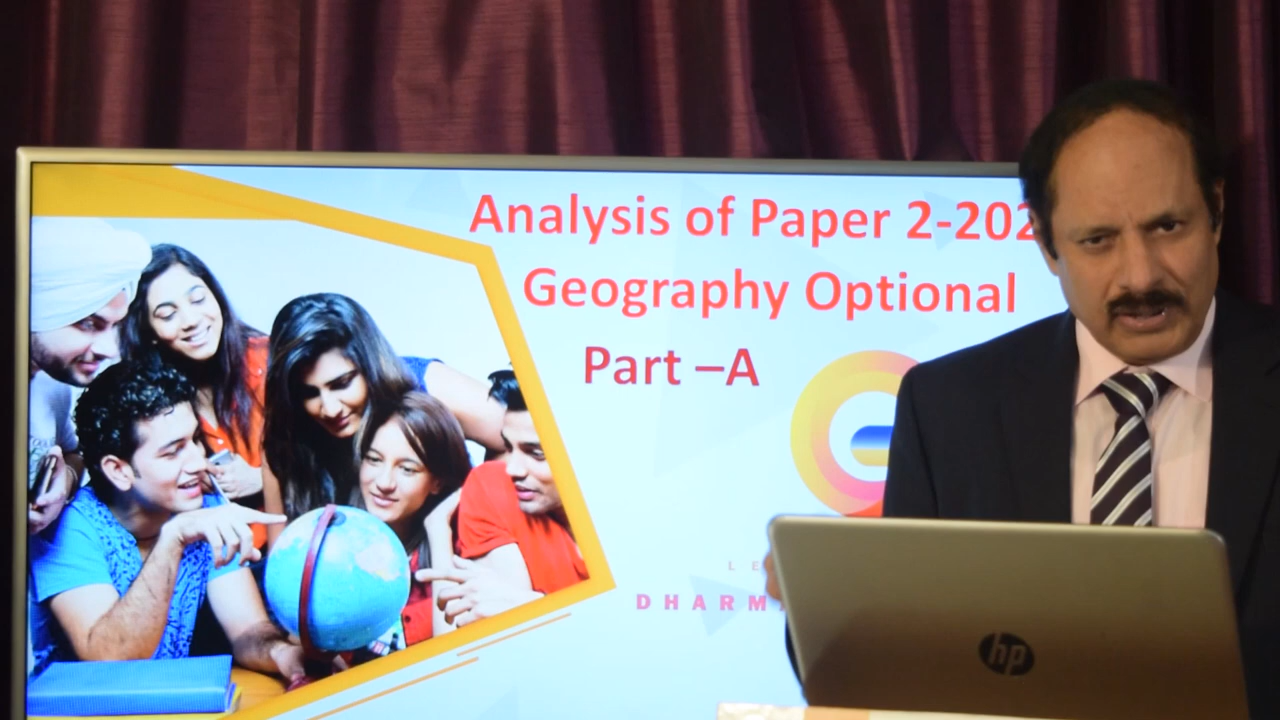 Analysis of Paper 2-202
Geography Optional
Part –A
L E
DHARM
hp